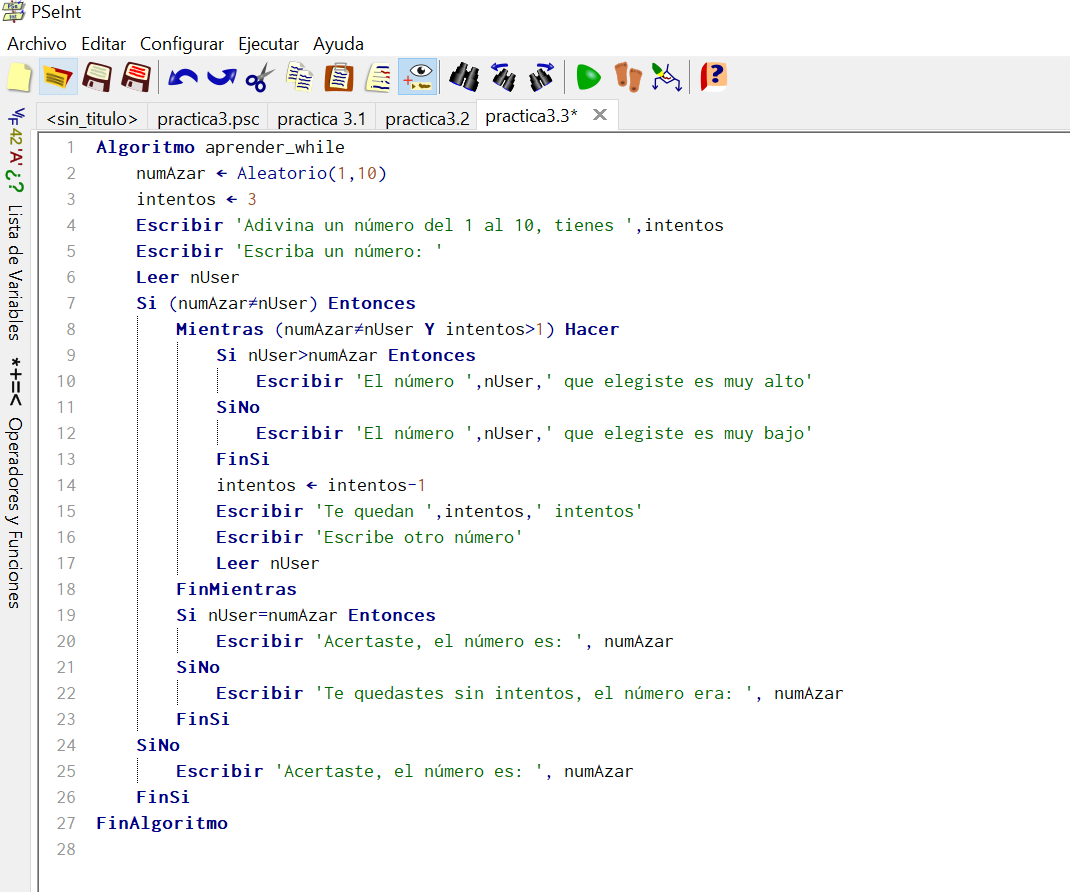 PSeInt
Archivo Editar Configurar Ejecutar Ayuda
<sin_titulo> practica3.psc practica 3.1 practica3.2 practica3.3*
42 'A' ¿? Lista de Variables *+=< Operadores y Funciones
1 Algoritmo aprender_while
2 numAzar ← Aleatorio(1,10)
3 intentos ← 3
4 Escribir 'Adivina un número del 1 al 10, tienes ',intentos
5 Escribir 'Escriba un número: '
6 Leer nUser
7 Si (numAzar≠nUser) Entonces
8 Mientras (numAzar≠nUser Y intentos>1) Hacer
9 Si nUser>numAzar Entonces
10 Escribir 'El número ',nUser,' que elegiste es muy alto'
11 SiNo
12 Escribir 'El número ',nUser,' que elegiste es muy bajo'
13 FinSi
14 intentos ← intentos-1
15 Escribir 'Te quedan ',intentos,' intentos'
16 Escribir 'Escribe otro número'
17 Leer nUser
18 FinMientras
19 Si nUser=numAzar Entonces
20 Escribir 'Acertaste, el número es: ', numAzar
21 SiNo
22 Escribir 'Te quedastes sin intentos, el número era: ', numAzar
23 FinSi
24 SiNo
25 Escribir 'Acertaste, el número es: ', numAzar
26 FinSi
27 FinAlgoritmo
28